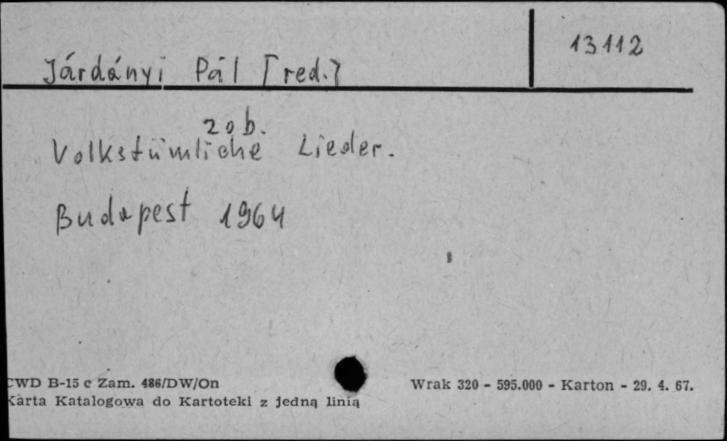 13112
Járdányi Pál [red.]
zob.
Volkstümliche Lieder.
Budapest 1964
CWD B-15 c Zam. 486/DW/On
Wrak 320 - 595.000 - Karton - 29. 4. 67.
Karta Katalogowa do Kartoteki z jedną linią